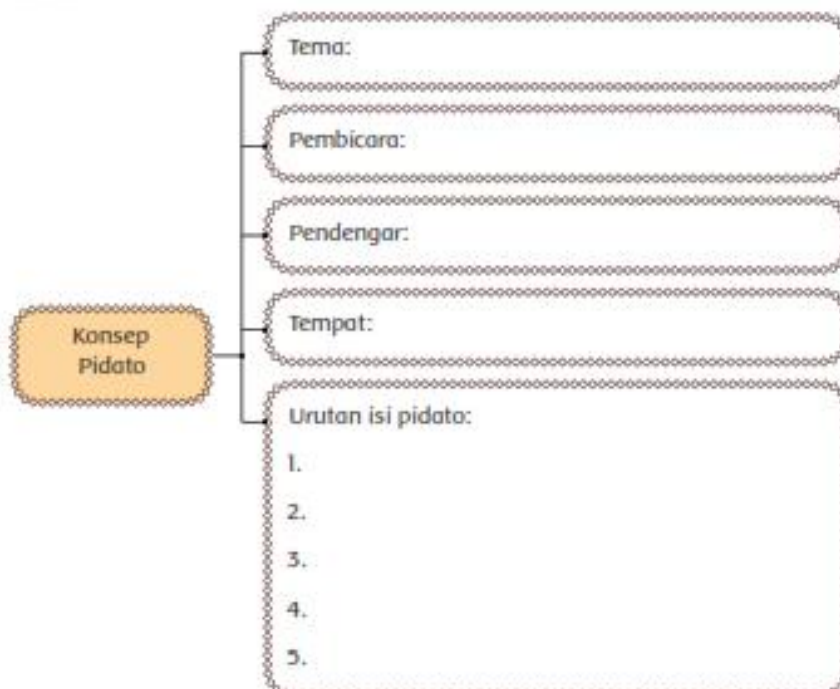 Tema:
Pembicara:
Pendengar:
Tempat:
Konsep
Pidato
Urutan isi pidato:
1.
2.
3.
4.
5.